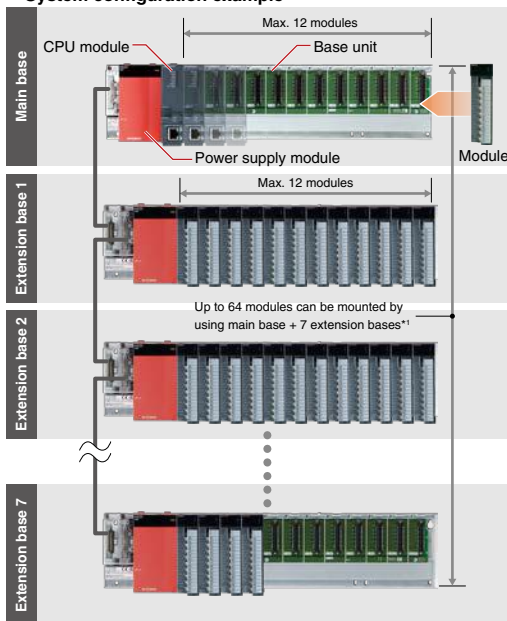 System configuration example
Main base
Max. 12 modules
CPU module
Base unit
Power supply module
Module
Extension base 1
Max. 12 modules
Up to 64 modules can be mounted by
using main base + 7 extension bases*1
Extension base 2
Extension base 7